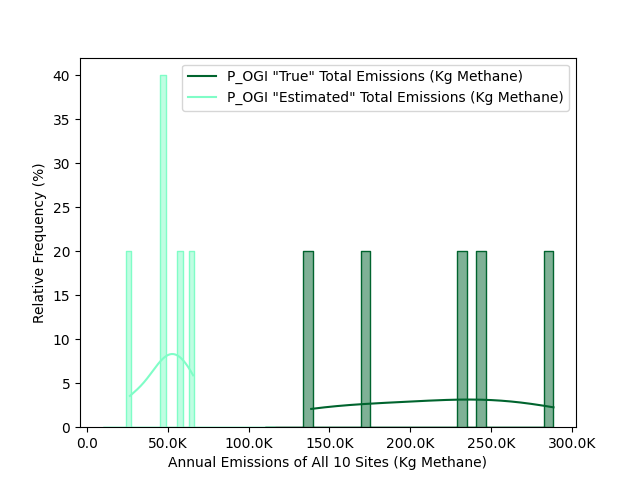 P_OGI "True" Total Emissions (Kg Methane)
P_OGI "Estimated" Total Emissions (Kg Methane)
40
35
30
25
20
15
10
5
0
Relative Frequency (%)
0.0 50.0K 100.0K 150.0K 200.0K 250.0K 300.0K
Annual Emissions of All 10 Sites (Kg Methane)